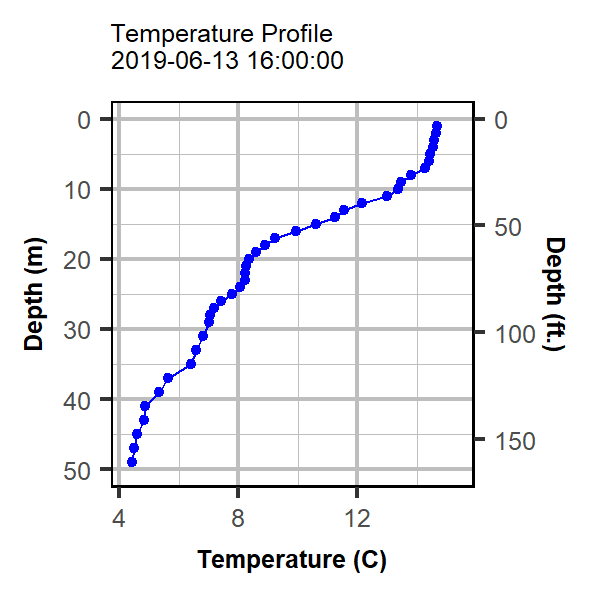 Temperature Profile
2019-06-13 16:00:00
0
10
20
30
40
50
Depth (m)
0
50
100
150
Depth (ft.)
4 8 12
Temperature (C)